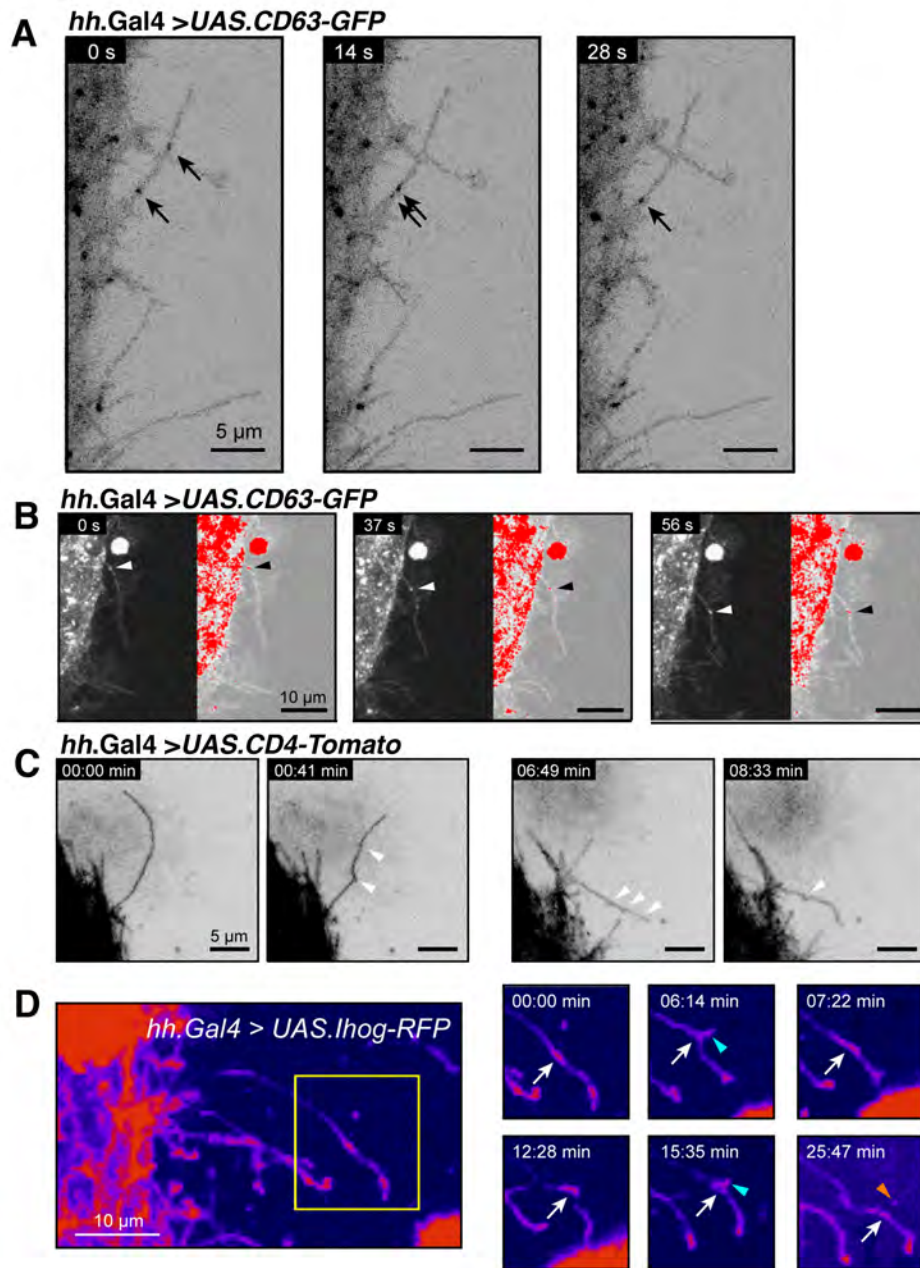 hh.Gal4 >UAS.CD63-GFP
A
0 s
14 s
28 s
5 µm
hh.Gal4 >UAS.CD63-GFP
B
0 s
37 s
56 s
10 µm
hh.Gal4 >UAS.CD4-Tomato
C
00:00 min
00:41 min
06:49 min
08:33 min
5 µm
D
hh.Gal4 > UAS.Ihog-RFP
10 µm
00:00 min
06:14 min
07:22 min
12:28 min
15:35 min
25:47 min